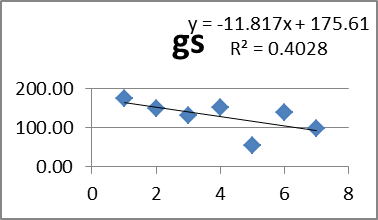 y = -11.817x + 175.61
gs
R² = 0.4028
200.00
100.00
0.00
0 2 4 6 8